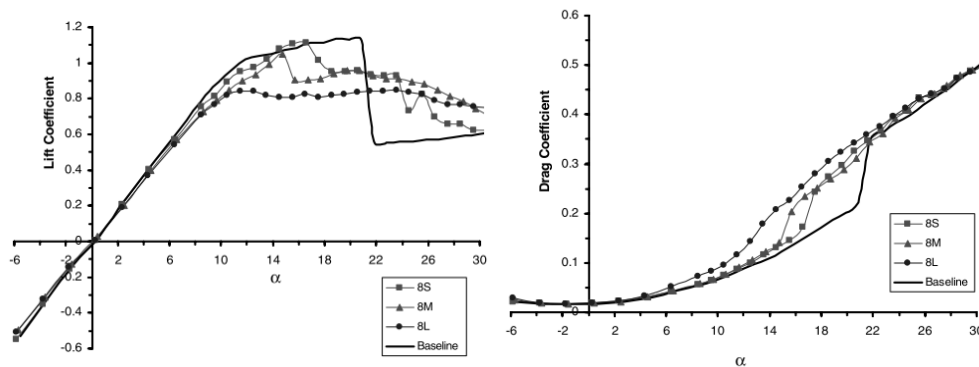 1.2
1
0.8
0.6
0.4
0.2
0
-0.2
-0.4
-0.6
Lift Coefficient
-6 -2 2 6 10 14 18 22 26 30
α
8S
8M
8L
Baseline
0.6
0.5
0.4
0.3
0.2
0.1
0
Drag Coefficient
-6 -2 2 6 10 14 18 22 26 30
α
8S
8M
8L
Baseline